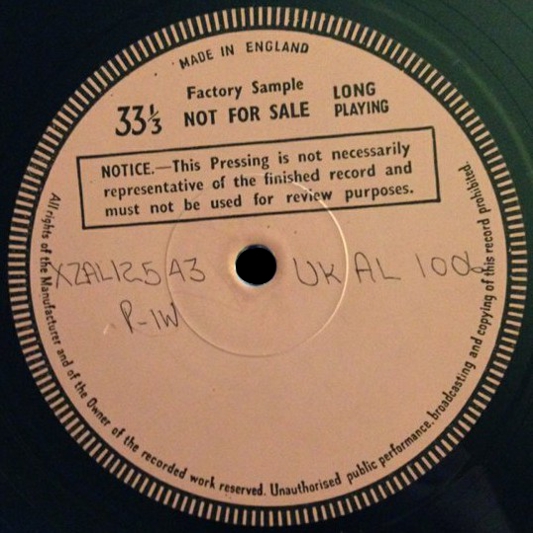 MADE IN ENGLAND
Factory Sample
LONG
33⅓ NOT FOR SALE
PLAYING
NOTICE.—This Pressing is not necessarily
representative of the finished record and
must not be used for review purposes.
XZAL12543 UKAL 1006
P-1W
All rights of the Manufacturer and of the Owner of the recorded work reserved. Unauthorised public performance, broadcasting and copying of this record prohibited.